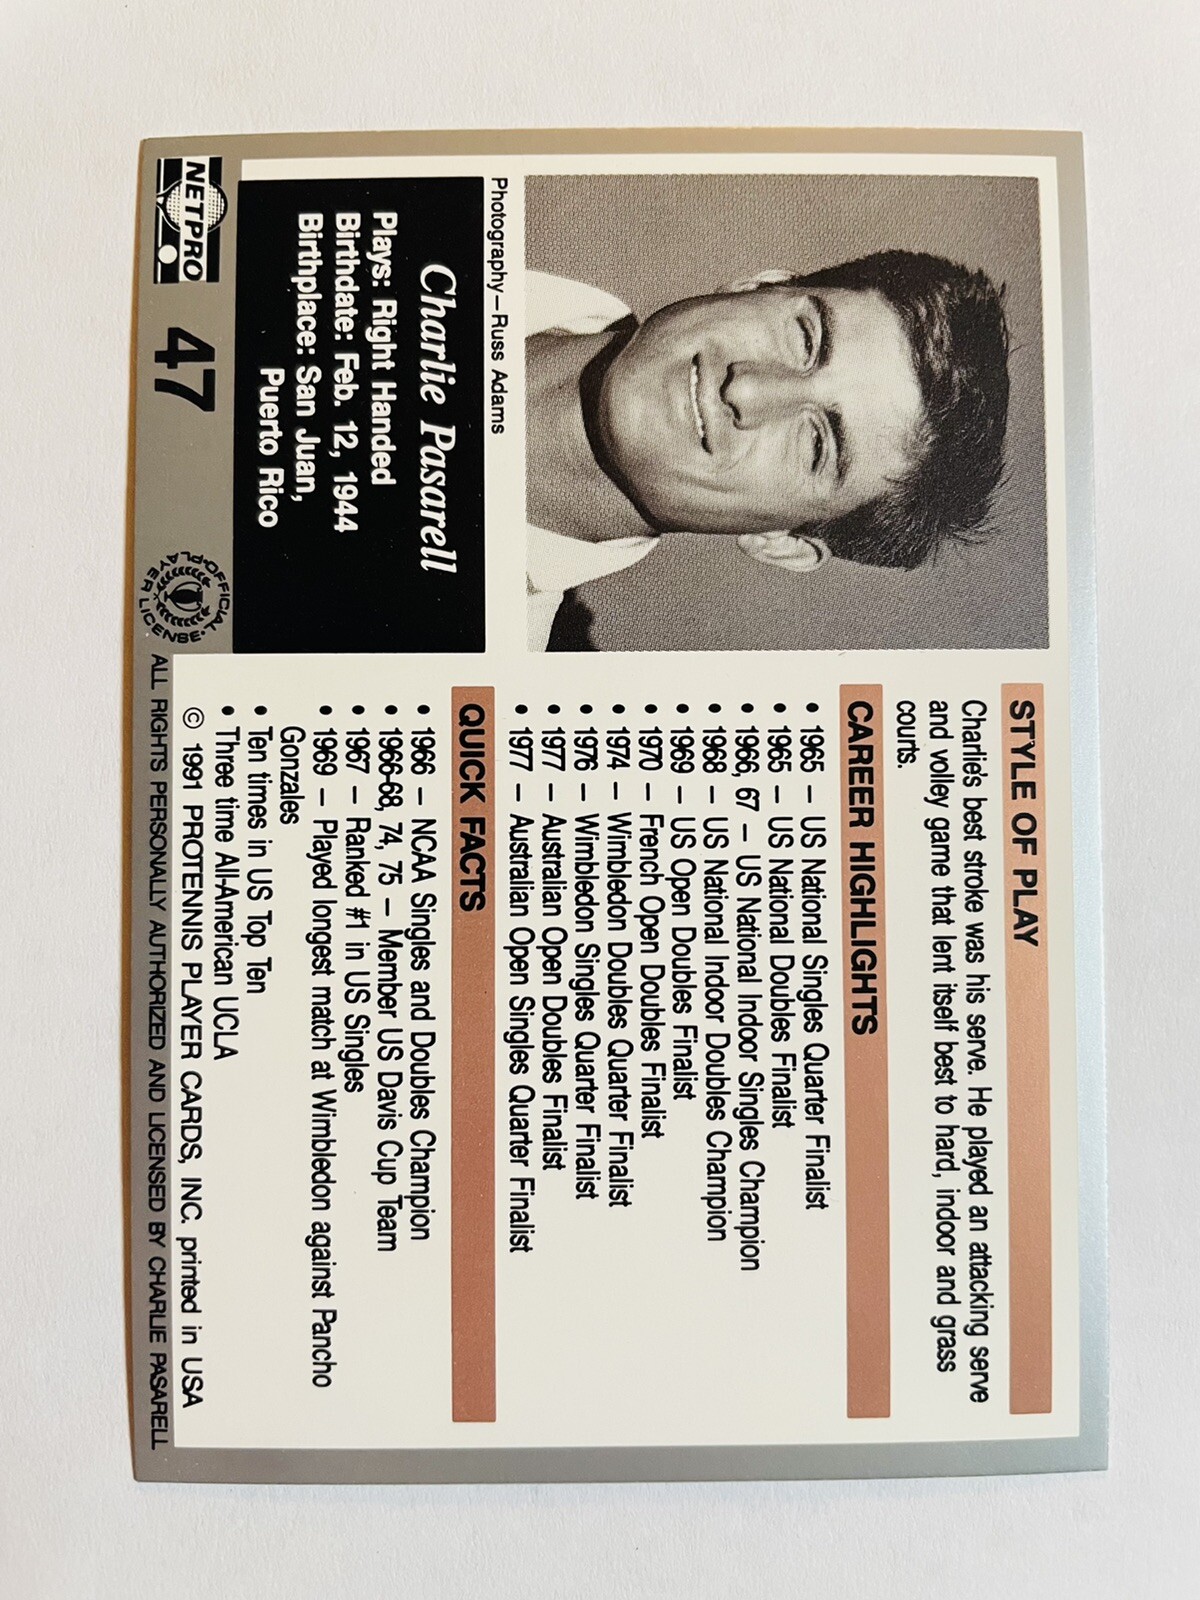 Photography—Russ Adams
Charlie Pasarell
Plays: Right Handed
Birthdate: Feb. 12, 1944
Birthplace: San Juan,
Puerto Rico
NETPRO
47
OFFICIAL PLAYER LICENSE
STYLE OF PLAY
Charlie's best stroke was his serve. He played an attacking serve
and volley game that lent itself best to hard, indoor and grass
courts.
CAREER HIGHLIGHTS
• 1965 – US National Singles Quarter Finalist
• 1965 – US National Doubles Finalist
• 1966, 67 – US National Indoor Singles Champion
• 1968 – US National Indoor Doubles Champion
• 1969 – US Open Doubles Finalist
• 1970 – French Open Doubles Finalist
• 1974 – Wimbledon Doubles Quarter Finalist
• 1976 – Wimbledon Singles Quarter Finalist
• 1977 – Australian Open Doubles Finalist
• 1977 – Australian Open Singles Quarter Finalist
QUICK FACTS
• 1966 – NCAA Singles and Doubles Champion
• 1966-68, 74, 75 – Member US Davis Cup Team
• 1967 – Ranked #1 in US Singles
• 1969 – Played longest match at Wimbledon against Pancho
Gonzales
• Ten times in US Top Ten
• Three time All-American UCLA
© 1991 PROTENNIS PLAYER CARDS, INC. printed in USA
ALL RIGHTS PERSONALLY AUTHORIZED AND LICENSED BY CHARLIE PASARELL